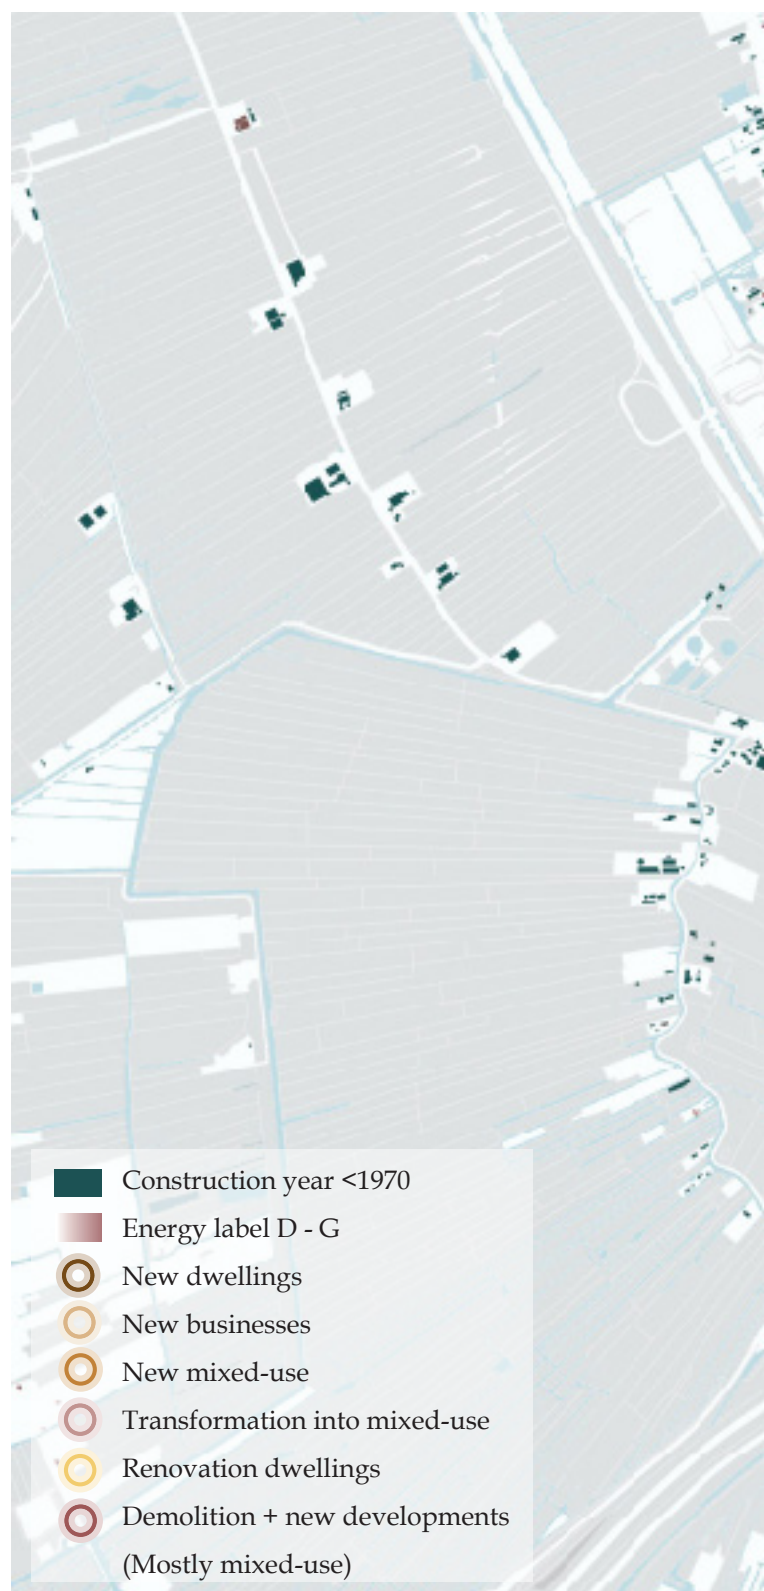 Construction year <1970
Energy label D - G
New dwellings
New businesses
New mixed-use
Transformation into mixed-use
Renovation dwellings
Demolition + new developments
(Mostly mixed-use)